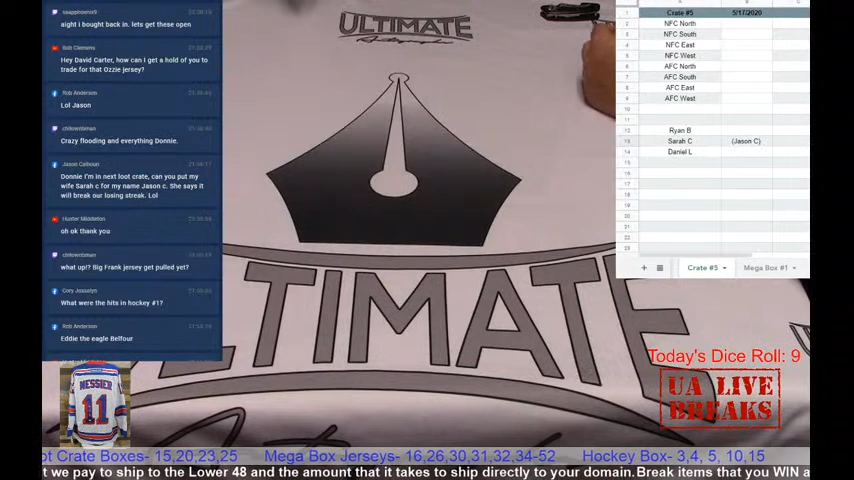 saapphoenix9
aight i bought back in. lets get these open
Rob Clemens
Hey David Carter, how can i get a hold of you to
trade for that Ozzie jersey?
Rob Anderson
Lol Jason
chitowntxman
Crazy flooding and everything Donnie.
Jason Calhoun
Donnie I'm in next loot crate, can you put my
wife Sarah c for my name Jason c. She says it
will break our losing streak. Lol
Hunter Middleton
oh ok thank you
chitowntxman
what up!? Big Frank jersey get pulled yet?
Cory
What were the hits in hockey #1?
Rob Anderson
Eddie the eagle Belfour
ULTIMATE
Crate #5 5/17/2020
NFC North
NFC South
NFC East
NFC West
AFC North
AFC South
AFC East
AFC West
Ryan B
Sarah C (Jason C)
Daniel L
Crate #5 Mega Box #1
LTIMATE
MESSIER
11
Today's Dice Roll: 9
UA LIVE
BREAKS
ot Crate Boxes- 15,20,23,25 Mega Box Jerseys- 16,26,30,31,32,34-52 Hockey Box- 3,4, 5, 10,15
t we pay to ship to the Lower 48 and the amount that it takes to ship directly to your domain.Break items that you WIN a